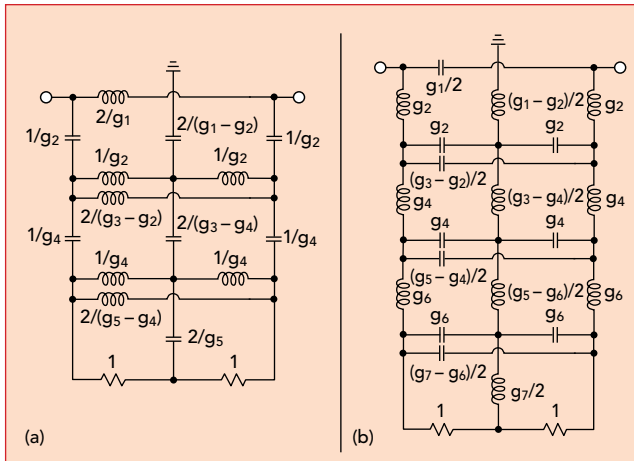 2/g1
1/g2
2/(g1 – g2)
1/g2
1/g2
1/g2
2/(g3 – g2)
1/g4
2/(g3 – g4)
1/g4
1/g4
1/g4
2/(g5 – g4)
2/g5
1
1
(a)
g1/2
g2
(g1 – g2)/2
g2
g2
g2
(g3 – g2)/2
g4
(g3 – g4)/2
g4
g4
g4
(g5 – g4)/2
g6
(g5 – g6)/2
g6
g6
g6
(g7 – g6)/2
g7/2
1
1
(b)